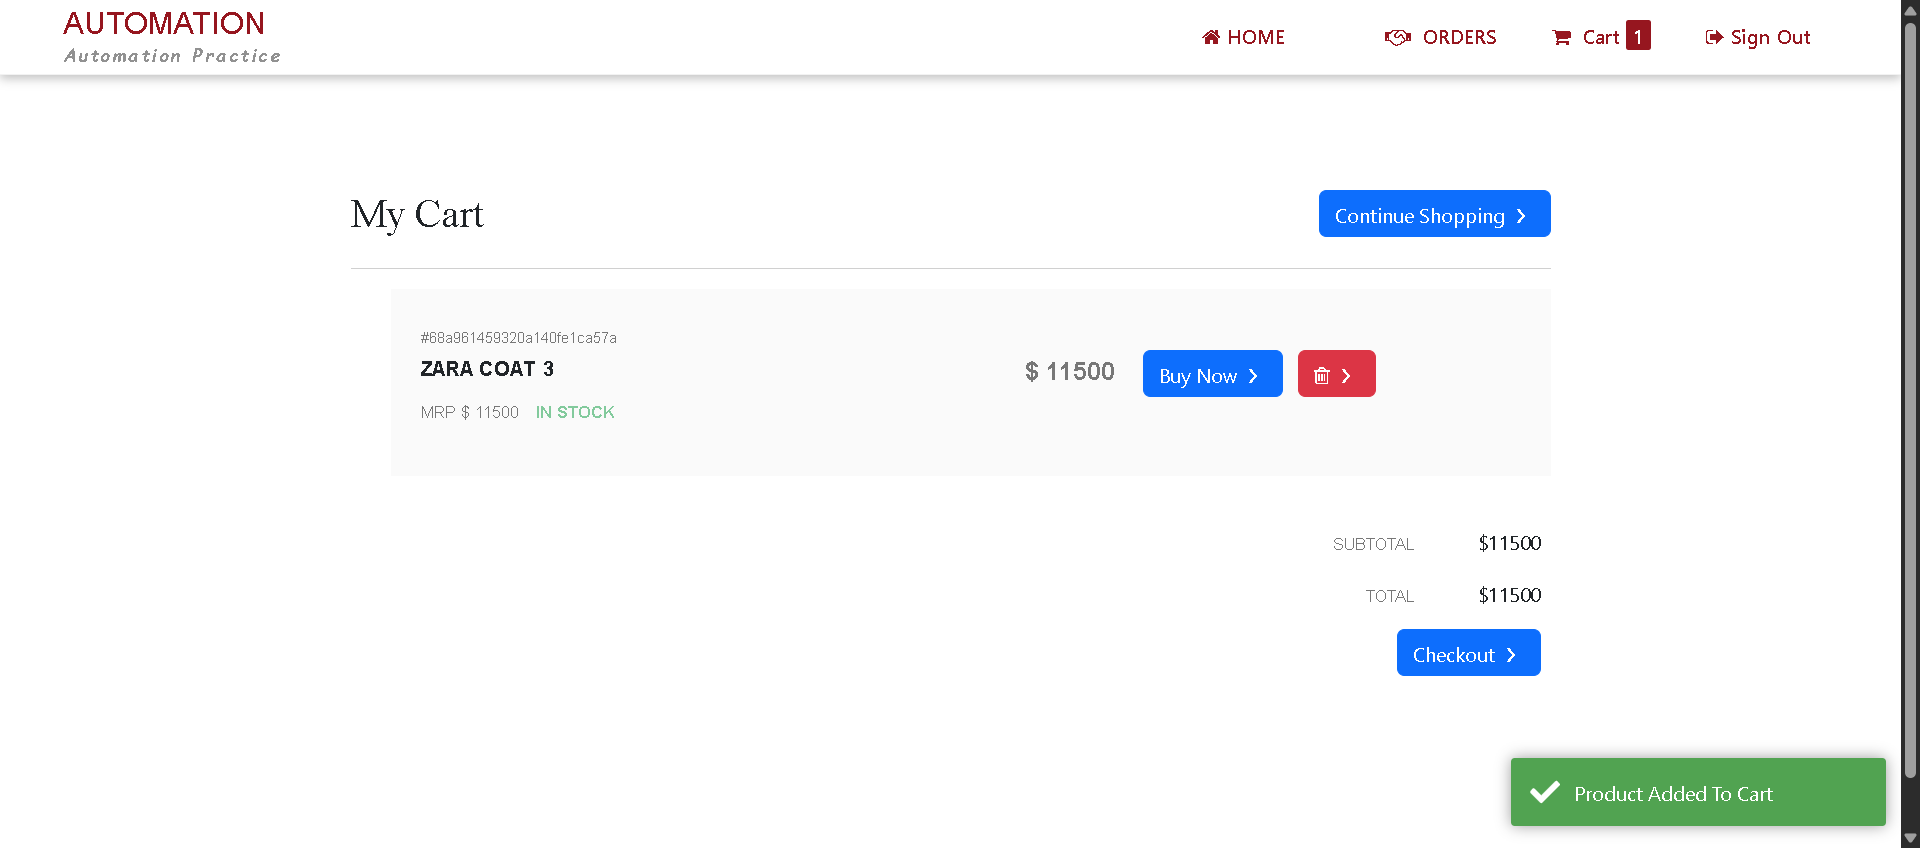 AUTOMATION
Automation Practice
HOME
ORDERS
Cart 1
Sign Out
My Cart
Continue Shopping
#68a961459320a140fe1ca57a
ZARA COAT 3
MRP $ 11500 IN STOCK
$ 11500
Buy Now
SUBTOTAL $11500
TOTAL $11500
Checkout
Product Added To Cart